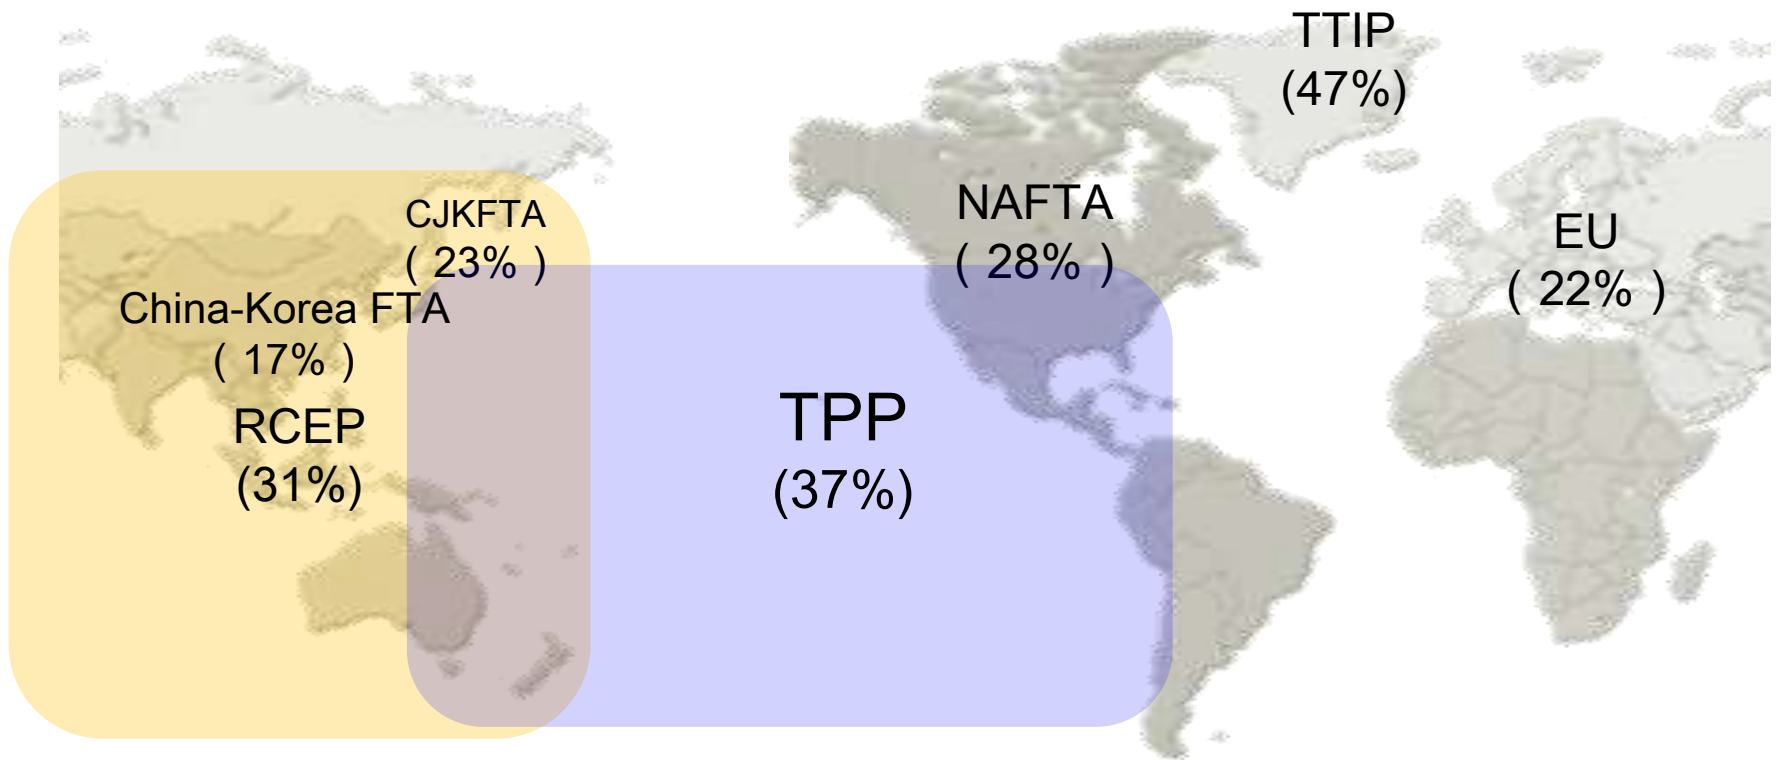 TTIP
(47%)
CJKFTA
( 23% )
NAFTA
( 28% )
EU
( 22% )
China-Korea FTA
( 17% )
RCEP
(31%)
TPP
(37%)